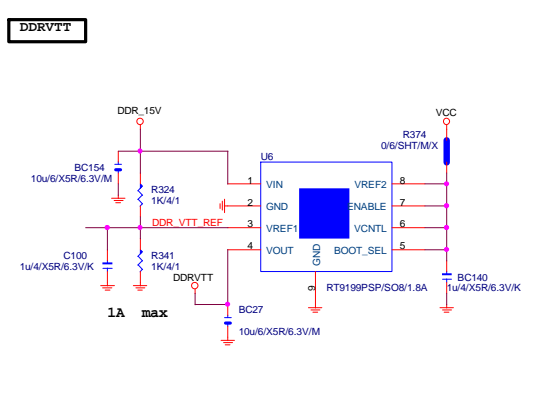 DDRVTT
DDR_15V
VCC
R374
0/6/SHT/M/X
U6
BC154
10u/6/X5R/6.3V/M
R324
1K/4/1
1
VIN
VREF2
8
2
GND
ENABLE
7
DDR_VTT_REF
3
VREF1
VCNTL
6
4
VOUT
BOOT_SEL
5
GND
9
C100
1u/4/X5R/6.3V/K
R341
1K/4/1
DDRVTT
BC140
1u/4/X5R/6.3V/K
RT9199PSP/SO8/1.8A
1A max
BC27
10u/6/X5R/6.3V/M